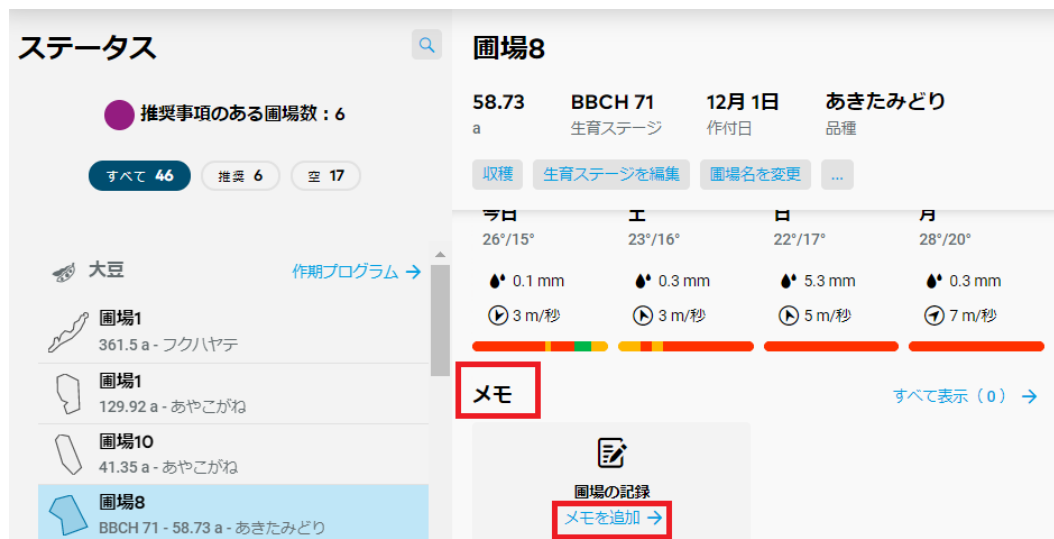 ステータス
推奨事項のある圃場数：6
すべて 46 推奨 6 空 17
大豆 作期プログラム →
圃場1
361.5 a - フクハヤテ
圃場1
129.92 a - あやこがね
圃場10
41.35 a - あやこがね
圃場8
BBCH 71 - 58.73 a - あきたみどり
圃場8
58.73 BBCH 71 12月 1日 あきたみどり
a 生育ステージ 作付日 品種
収穫 生育ステージを編集 圃場名を変更 ...
今日 土 日 月
26°/15° 23°/16° 22°/17° 28°/20°
0.1 mm 0.3 mm 5.3 mm 0.3 mm
3 m/秒 3 m/秒 5 m/秒 7 m/秒
メモ すべて表示（0） →
圃場の記録
メモを追加 →